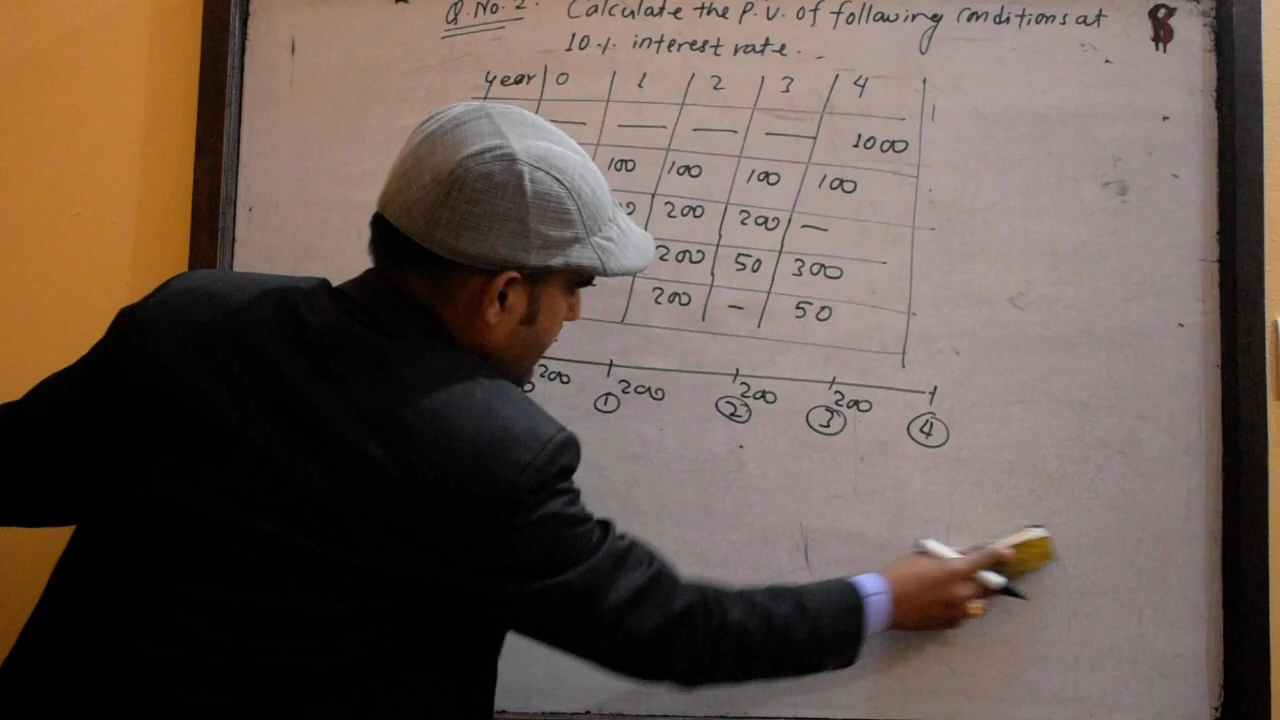 Q.No. 2. Calculate the P.V. of following conditions at
10% interest rate.
$
year 0 1 2 3 4
— — — — 1000
100 100 100 100
200 200 —
200 50 300
200 - 50
200 200 200 200
① ② ③ ④